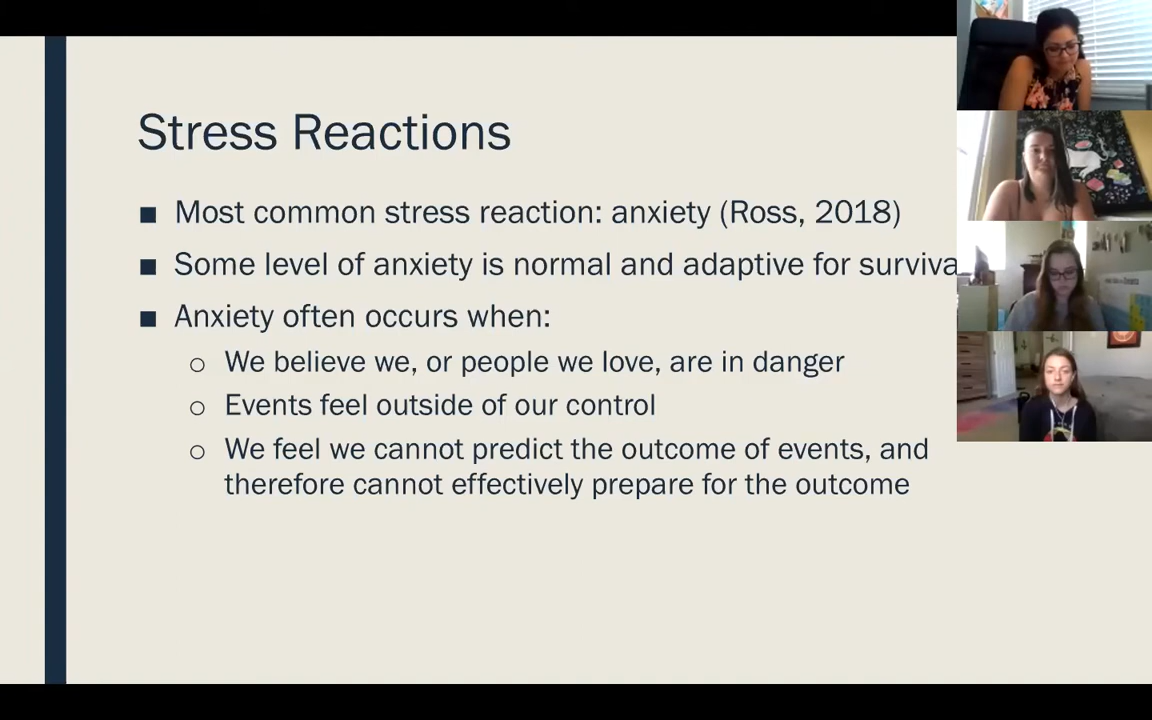 Stress Reactions
■ Most common stress reaction: anxiety (Ross, 2018)
■ Some level of anxiety is normal and adaptive for surviva
■ Anxiety often occurs when:
○ We believe we, or people we love, are in danger
○ Events feel outside of our control
○ We feel we cannot predict the outcome of events, and
therefore cannot effectively prepare for the outcome